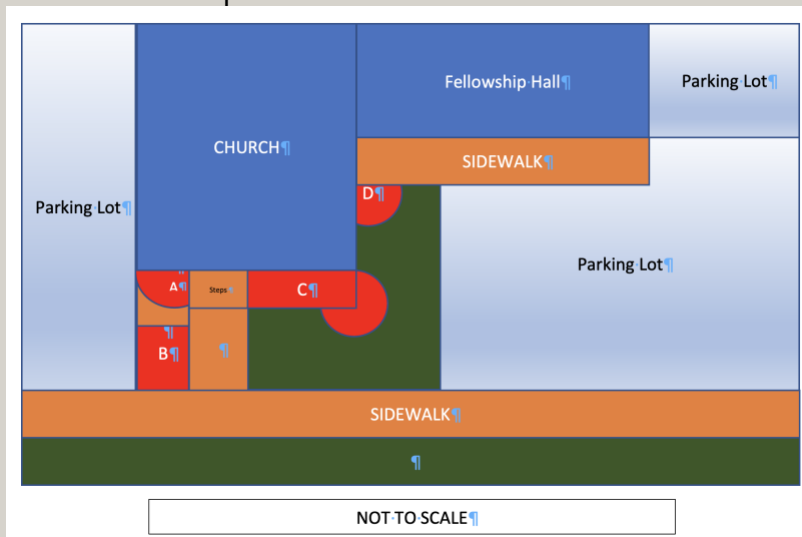 Fellowship Hall¶
Parking Lot¶
CHURCH¶
SIDEWALK¶
D¶
Parking Lot¶
Parking Lot¶
¶
A¶
Steps¶
C¶
¶
B¶
¶
SIDEWALK¶
¶
NOT TO SCALE¶